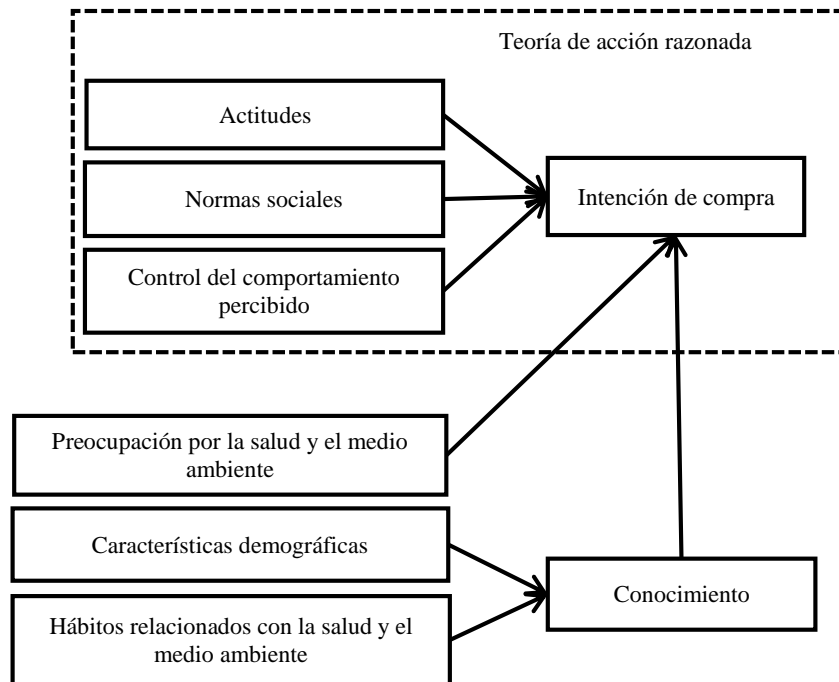 Teoría de acción razonada
Actitudes
Normas sociales
Intención de compra
Control del comportamiento
percibido
Preocupación por la salud y el medio
ambiente
Características demográficas
Conocimiento
Hábitos relacionados con la salud y el
medio ambiente